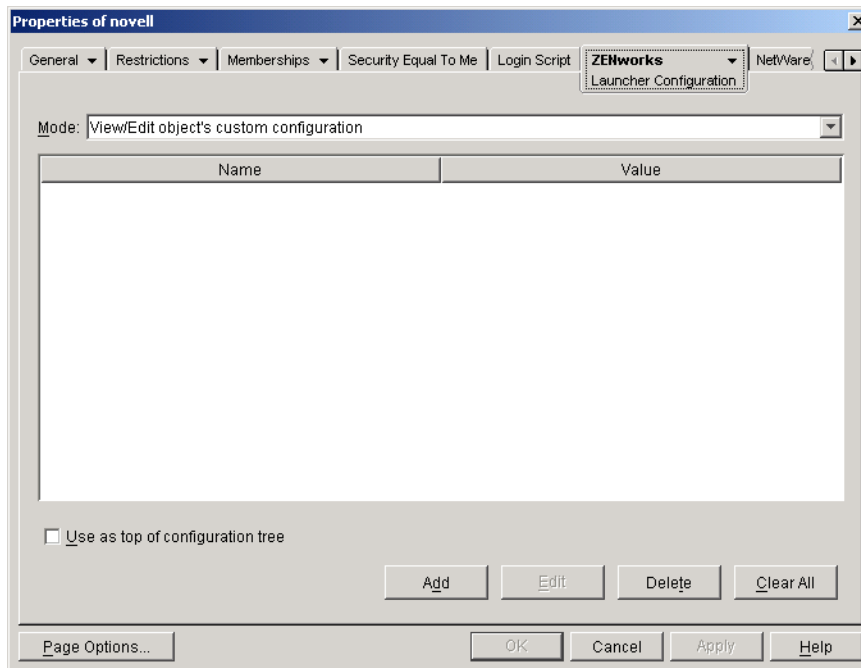 Properties of novell
General Restrictions Memberships Security Equal To Me Login Script ZENworks NetWare
Launcher Configuration
Mode: View/Edit object's custom configuration
Name Value
Use as top of configuration tree
Add Edit Delete Clear All
Page Options... OK Cancel Apply Help